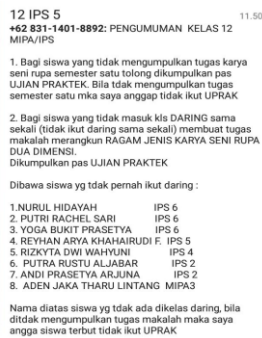 12 IPS 5
11.50
+62 831-1401-8892: PENGUMUMAN KELAS 12
MIPA/IPS
1. Bagi siswa yang tidak mengumpulkan tugas karya
seni rupa semester satu tolong dikumpulkan pas
UJIAN PRAKTEK. Bila tdak mengumpulkan tugas
semester satu mka saya anggap tidak ikut UPRAK
2. Bagi siswa yang tidak masuk kls DARING sama
sekali (tidak ikut daring sama sekali) membuat tugas
makalah merangkun RAGAM JENIS KARYA SENI RUPA
DUA DIMENSI.
Dikumpulkan pas UJIAN PRAKTEK
Dibawa siswa yg tdak pernah ikut daring :
1.NURUL HIDAYAH IPS 6
2. PUTRI RACHEL SARI IPS 6
3. YOGA BUKIT PRASETYA IPS 6
4. REYHAN ARYA KHAHAIRUDI F. IPS 5
5. RIZKYTA DWI WAHYUNI IPS 4
6. PUTRA RUSTU ALJABAR IPS 2
7. ANDI PRASETYA ARJUNA IPS 2
8. ADEN JAKA THARU LINTANG MIPA3
Nama diatas siswa yg tdak ada dikelas daring, bila
ditdak mengumpulkan tugas makalah maka saya
angga siswa terbut tidak ikut UPRAK